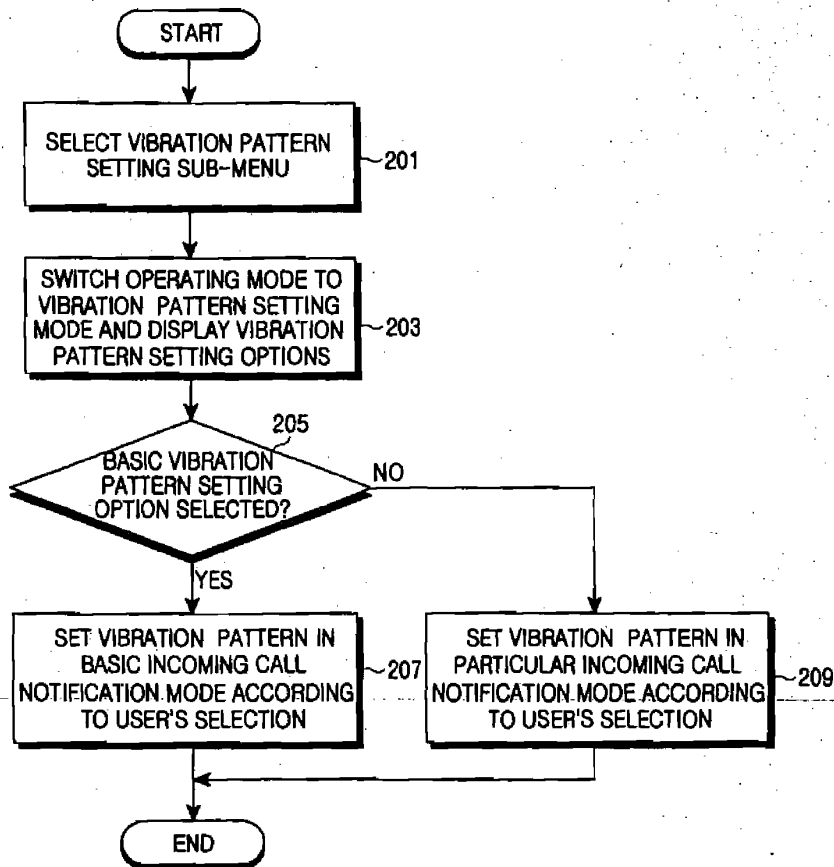 START
SELECT VIBRATION PATTERN
SETTING SUB-MENU
201
SWITCH OPERATING MODE TO
VIBRATION PATTERN SETTING
MODE AND DISPLAY VIBRATION
PATTERN SETTING OPTIONS
203
205
BASIC VIBRATION
PATTERN SETTING
OPTION SELECTED?
NO
YES
SET VIBRATION PATTERN IN
BASIC INCOMING CALL
NOTIFICATION MODE ACCORDING
TO USER'S SELECTION
207
SET VIBRATION PATTERN IN
PARTICULAR INCOMING CALL
NOTIFICATION MODE ACCORDING
TO USER'S SELECTION
209
END